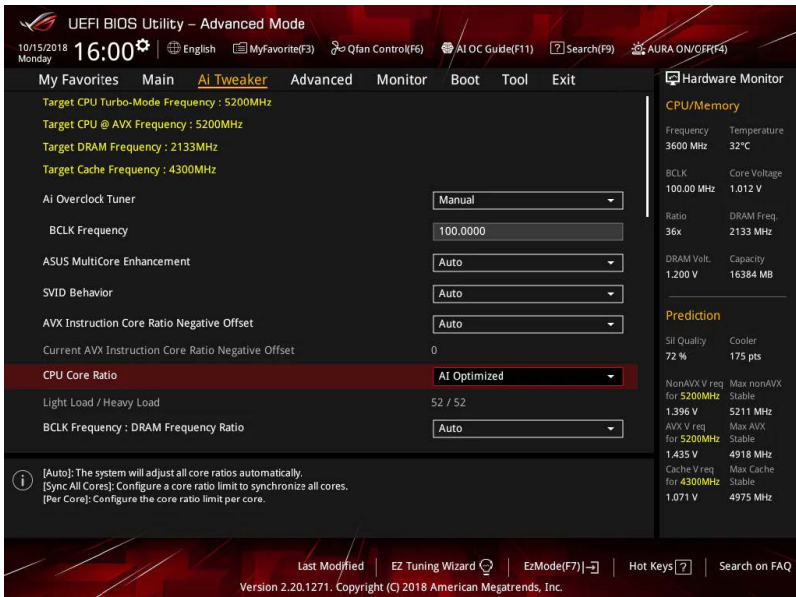 UEFI BIOS Utility – Advanced Mode
10/15/2018
Monday
16:00
English
MyFavorite(F3)
Qfan Control(F6)
AI OC Guide(F11)
? Search(F9)
AURA ON/OFF(F4)
My Favorites Main Ai Tweaker Advanced Monitor Boot Tool Exit
Hardware Monitor
Target CPU Turbo-Mode Frequency : 5200MHz
Target CPU @ AVX Frequency : 5200MHz
Target DRAM Frequency : 2133MHz
Target Cache Frequency : 4300MHz
Ai Overclock Tuner Manual
BCLK Frequency 100.0000
ASUS MultiCore Enhancement Auto
SVID Behavior Auto
AVX Instruction Core Ratio Negative Offset Auto
Current AVX Instruction Core Ratio Negative Offset 0
CPU Core Ratio AI Optimized
Light Load / Heavy Load 52 / 52
BCLK Frequency : DRAM Frequency Ratio Auto
[Auto]: The system will adjust all core ratios automatically.
[Sync All Cores]: Configure a core ratio limit to synchronize all cores.
[Per Core]: Configure the core ratio limit per core.
CPU/Memory
Frequency Temperature
3600 MHz 32°C
BCLK Core Voltage
100.00 MHz 1.012 V
Ratio DRAM Freq.
36x 2133 MHz
DRAM Volt. Capacity
1.200 V 16384 MB
Prediction
Sil Quality Cooler
72 % 175 pts
NonAVX V req Max nonAVX
for 5200MHz Stable
1.396 V 5211 MHz
AVX V req Max AVX
for 5200MHz Stable
1.435 V 4918 MHz
Cache V req Max Cache
for 4300MHz Stable
1.071 V 4975 MHz
Last Modified EZ Tuning Wizard EzMode(F7) Hot Keys ? Search on FAQ
Version 2.20.1271. Copyright (C) 2018 American Megatrends, Inc.